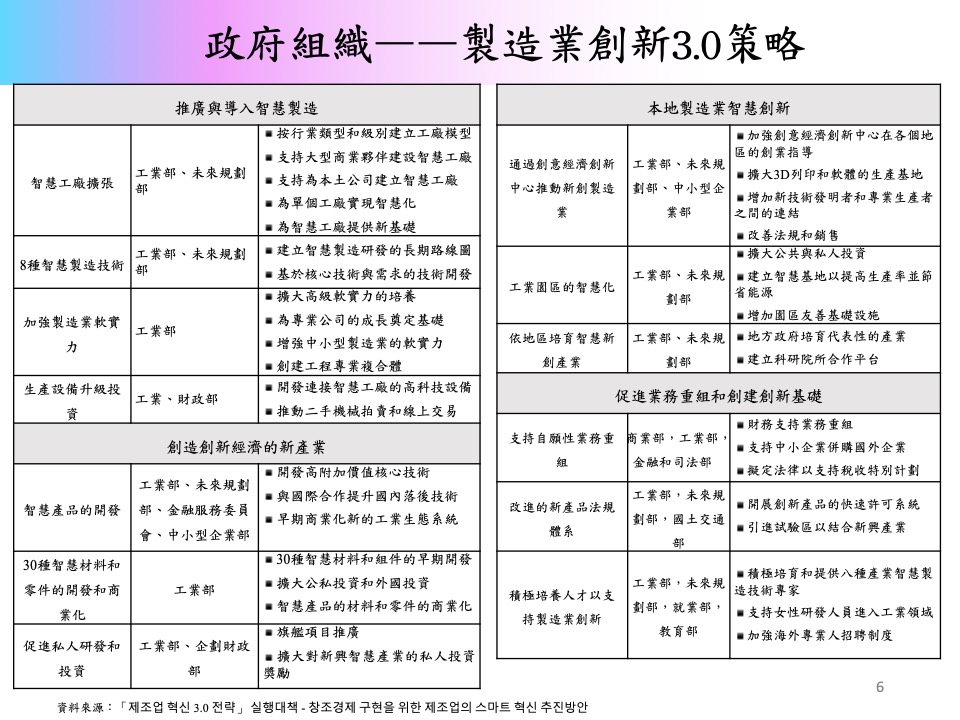 政府組織——製造業創新3.0策略
推廣與導入智慧製造
智慧工廠擴張
工業部、未來規劃
部
■ 按行業類型和級別建立工廠模型
■ 支持大型商業夥伴建設智慧工廠
■ 支持為本土公司建立智慧工廠
■ 為單個工廠實現智慧化
■ 為智慧工廠提供新基礎
8種智慧製造技術
工業部、未來規劃
部
■ 建立智慧製造研發的長期路線圖
■ 基於核心技術與需求的技術開發
加強製造業軟實
力
工業部
■ 擴大高級軟實力的培養
■ 為專業公司的成長奠定基礎
■ 增強中小型製造業的軟實力
■ 創建工程專業複合體
生產設備升級投
資
工業、財政部
■ 開發連接智慧工廠的高科技設備
■ 推動二手機械拍賣和線上交易
創造創新經濟的新產業
智慧產品的開發
工業部、未來規劃
部、金融服務委員
會、中小型企業部
■ 開發高附加價值核心技術
■ 與國際合作提升國內落後技術
■ 早期商業化新的工業生態系統
30種智慧材料和
零件的開發和商
業化
工業部
■ 30種智慧材料和組件的早期開發
■ 擴大公私投資和外國投資
■ 智慧產品的材料和零件的商業化
促進私人研發和
投資
工業部、企劃財政
部
■ 旗艦項目推廣
■ 擴大對新興智慧產業的私人投資
獎勵
本地製造業智慧創新
通過創意經濟創新
中心推動新創製造
業
工業部、未來規
劃部、中小型企
業部
■ 加強創意經濟創新中心在各個地
區的創業指導
■ 擴大3D列印和軟體的生產基地
■ 增加新技術發明者和專業生產者
之間的連結
■ 改善法規和銷售
工業園區的智慧化
工業部、未來規
劃部
■ 擴大公共與私人投資
■ 建立智慧基地以提高生產率並節
省能源
■ 增加園區友善基礎設施
依地區培育智慧新
創產業
工業部、未來規
劃部
■ 地方政府培育代表性的產業
■ 建立科研院所合作平台
促進業務重組和創建創新基礎
支持自願性業務重
組
商業部，工業部，
金融和司法部
■ 財務支持業務重組
■ 支持中小企業併購國外企業
■ 擬定法律以支持稅收特別計劃
改進的新產品法規
體系
工業部，未來規
劃部，國土交通
部
■ 開展創新產品的快速許可系統
■ 引進試驗區以結合新興產業
積極培養人才以支
持製造業創新
工業部，未來規
劃部，就業部，
教育部
■ 積極培育和提供八種產業智慧製
造技術專家
■ 支持女性研發人員進入工業領域
■ 加強海外專業人招聘制度
6
資料來源：「제조업 혁신 3.0 전략」 실행대책 - 창조경제 구현을 위한 제조업의 스마트 혁신 추진방안